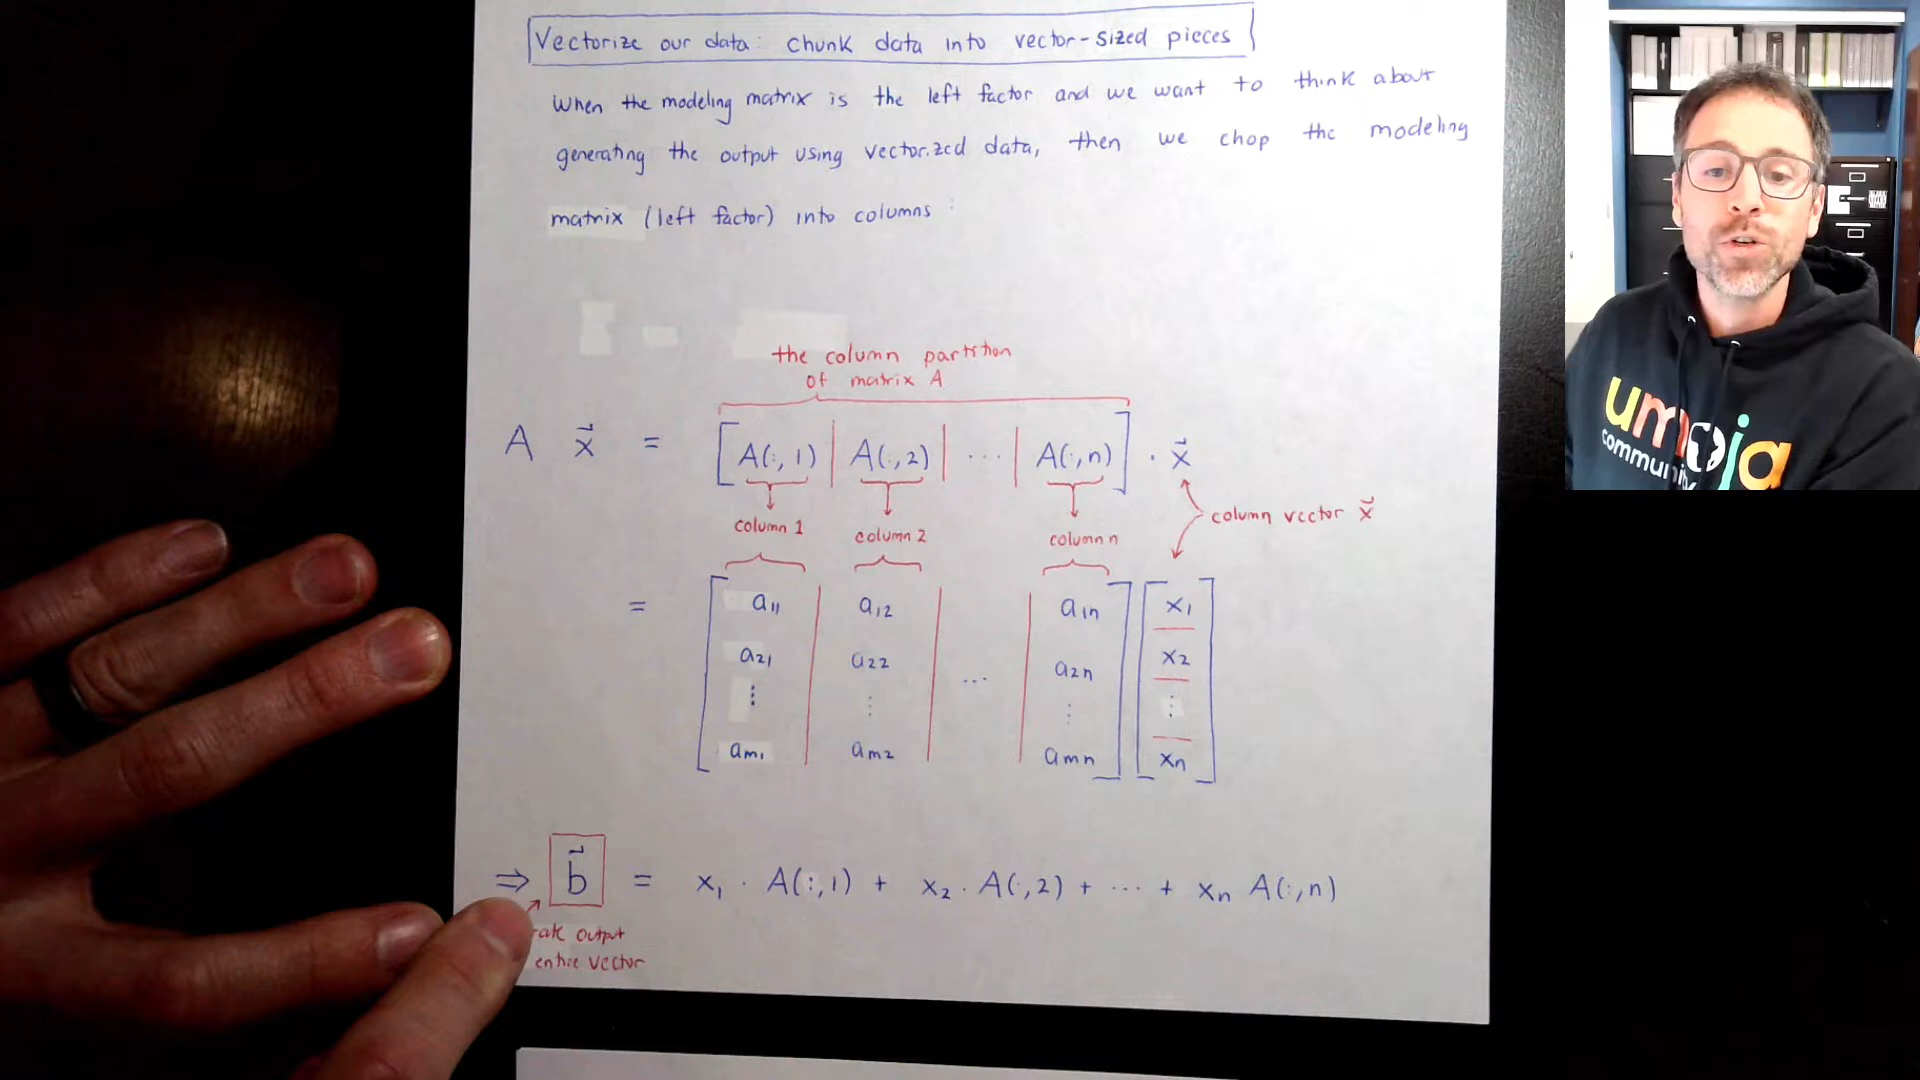 Vectorize our data: chunk data into vector-sized pieces
When the modeling matrix is the left factor and we want to think about
generating the output using vectorized data, then we chop the modeling
matrix (left factor) into columns:
the column partition
of matrix A
A x⃗ = [A(:,1) | A(:,2) | ... | A(:,n)] · x⃗
column 1 column 2 column n column vector x⃗
= [a11 | a12 | ... | a1n] [x1]
a21 a22 a2n x2
⋮ ⋮ ⋮ ⋮
am1 am2 amn xn
⇒ b⃗ = x1 · A(:,1) + x2 · A(:,2) + ... + xn A(:,n)
output
entire vector
umoja
community